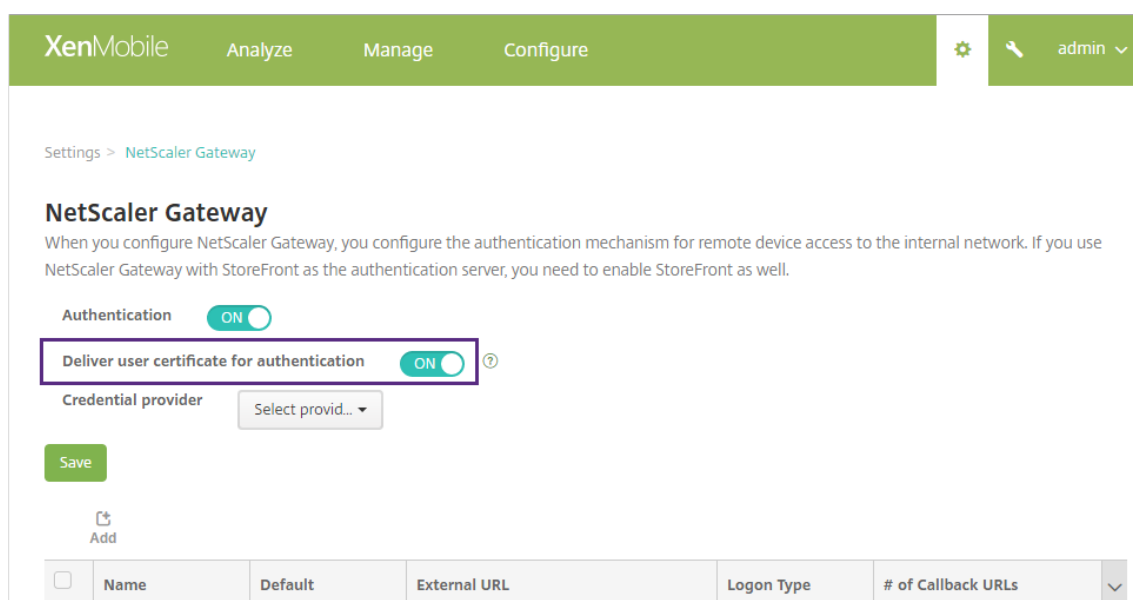 XenMobile Analyze Manage Configure admin
Settings > NetScaler Gateway
NetScaler Gateway
When you configure NetScaler Gateway, you configure the authentication mechanism for remote device access to the internal network. If you use
NetScaler Gateway with StoreFront as the authentication server, you need to enable StoreFront as well.
Authentication ON
Deliver user certificate for authentication ON ?
Credential provider Select provid...
Save
Add
Name Default External URL Logon Type # of Callback URLs